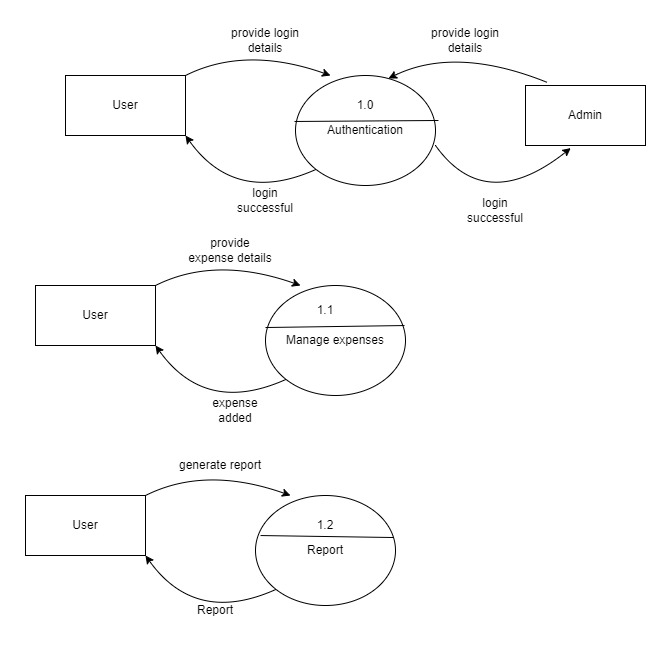 provide login
details
provide login
details
User
1.0
Authentication
Admin
login
successful
login
successful
provide
expense details
User
1.1
Manage expenses
expense
added
generate report
User
1.2
Report
Report